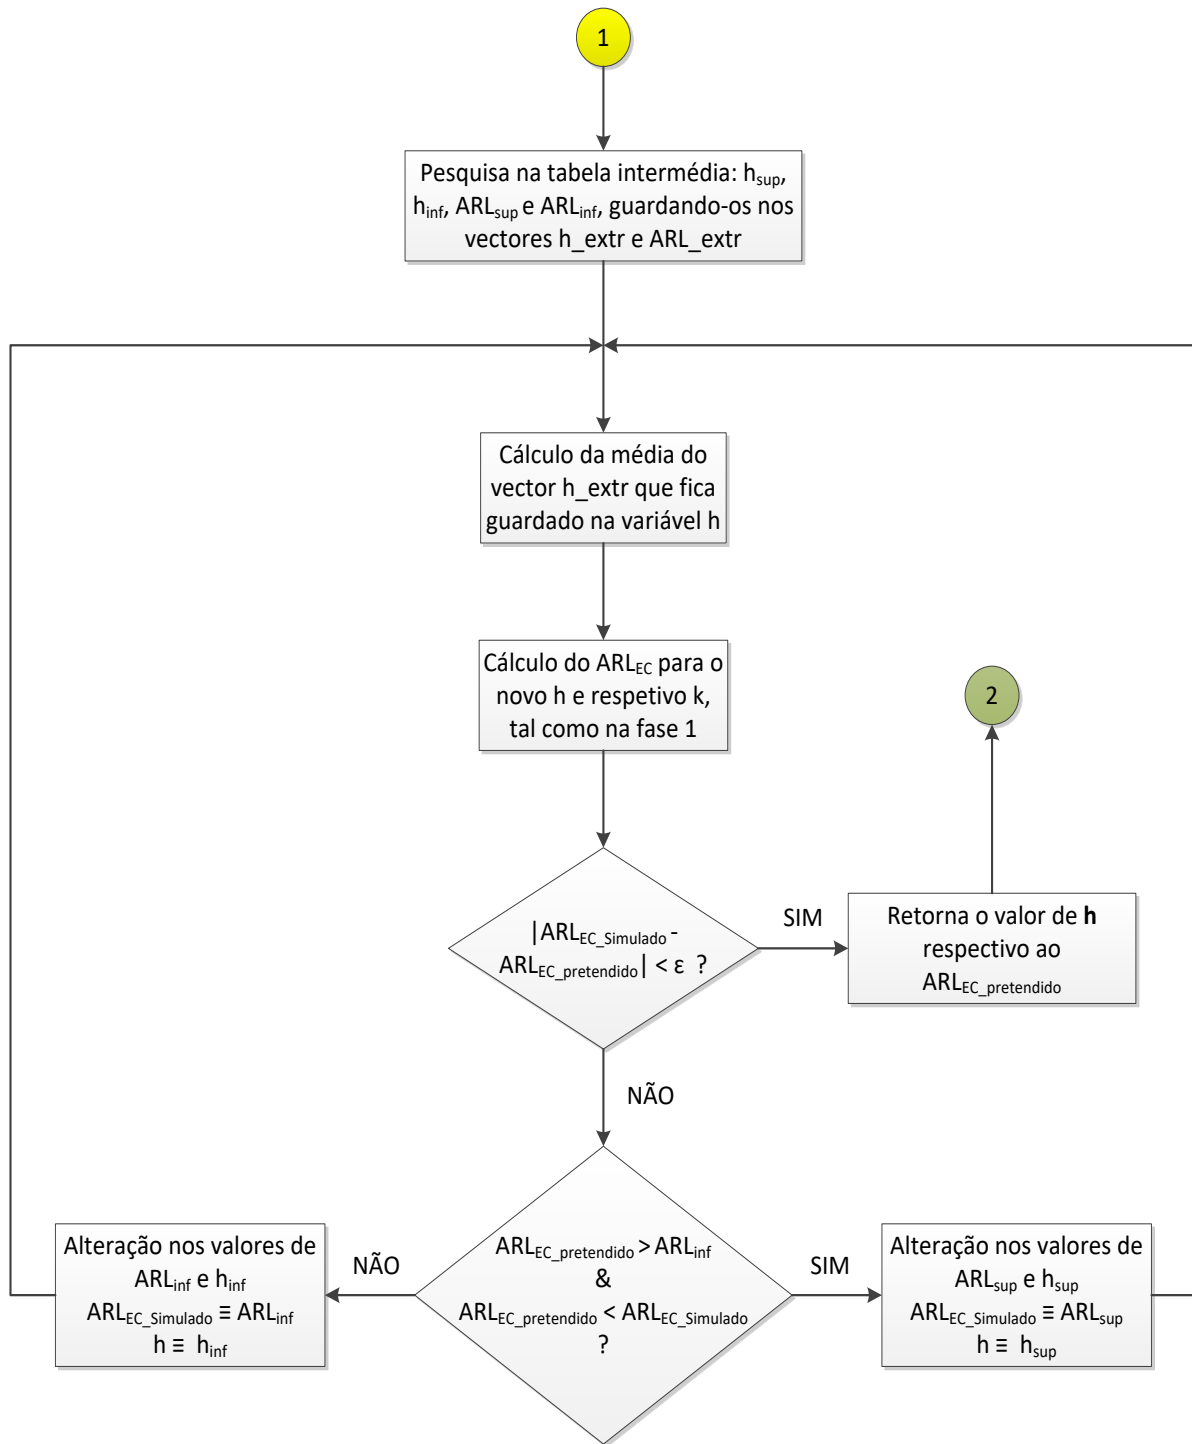 1
Pesquisa na tabela intermédia: hsup,
hinf, ARLsup e ARLinf, guardando-os nos
vectores h_extr e ARL_extr
Cálculo da média do
vector h_extr que fica
guardado na variável h
Cálculo do ARLEC para o
novo h e respetivo k,
tal como na fase 1
2
|ARLEC_Simulado -
ARLEC_pretendido| < ε ?
SIM
Retorna o valor de h
respectivo ao
ARLEC_pretendido
NÃO
ARLEC_pretendido > ARLinf
&
ARLEC_pretendido < ARLEC_Simulado
?
NÃO
Alteração nos valores de
ARLinf e hinf
ARLEC_Simulado ≡ ARLinf
h ≡ hinf
SIM
Alteração nos valores de
ARLsup e hsup
ARLEC_Simulado ≡ ARLsup
h ≡ hsup